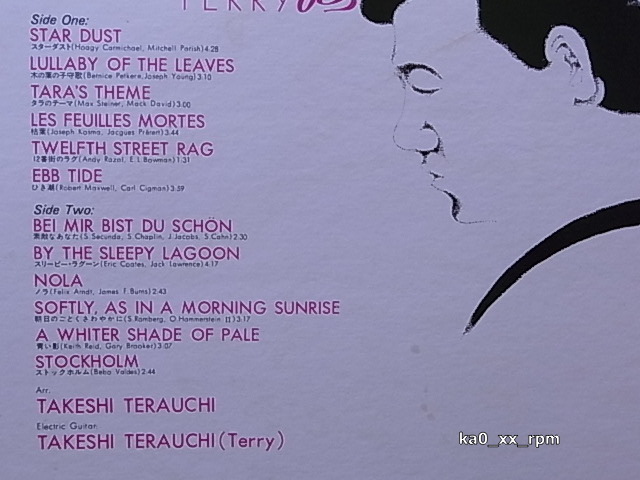 TERRY
Side One:
STAR DUST
スターダスト(Hoagy Carmichael, Mitchell Parish)4.28
LULLABY OF THE LEAVES
木の葉の子守歌(Bernice Petkere,Joseph Young)3:10
TARA'S THEME
タラのテーマ(Max Steiner, Mack David)3:00
LES FEUILLES MORTES
枯葉(Joseph Kosma, Jacques Prévert)3:44
TWELFTH STREET RAG
12番街のラグ(Andy Razaf, E.L.Bowman)1:31
EBB TIDE
ひき潮(Robert Maxwell, Carl Cigman)3:59
Side Two:
BEI MIR BIST DU SCHÖN
素敵なあなた(S.Secunda, S.Chaplin, J.Jacobs, S.Cahn)2:30
BY THE SLEEPY LAGOON
スリーピー・ラグーン(Eric Coates, Jack Lawrence)4:17
NOLA
ノラ(Felix Arndt, James F.Burns)2:43
SOFTLY, AS IN A MORNING SUNRISE
朝日のごとくさわやかに(S.Romberg, O.Hammerstein II)3:17
A WHITER SHADE OF PALE
青い影(Keith Reid, Gary Brooker)3:07
STOCKHOLM
ストックホルム(Bebo Valdes)2:44
Arr.
TAKESHI TERAUCHI
Electric Guitar:
TAKESHI TERAUCHI(Terry)
ka0_xx_rpm